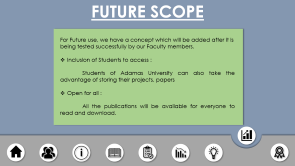 FUTURE SCOPE
For Future use, we have a concept which will be added after it is
being tested successfully by our Faculty members.
❖ Inclusion of Students to access :
Students of Adamas University can also take the
advantage of storing their projects, papers
❖ Open for all :
All the publications will be available for everyone to
read and download.